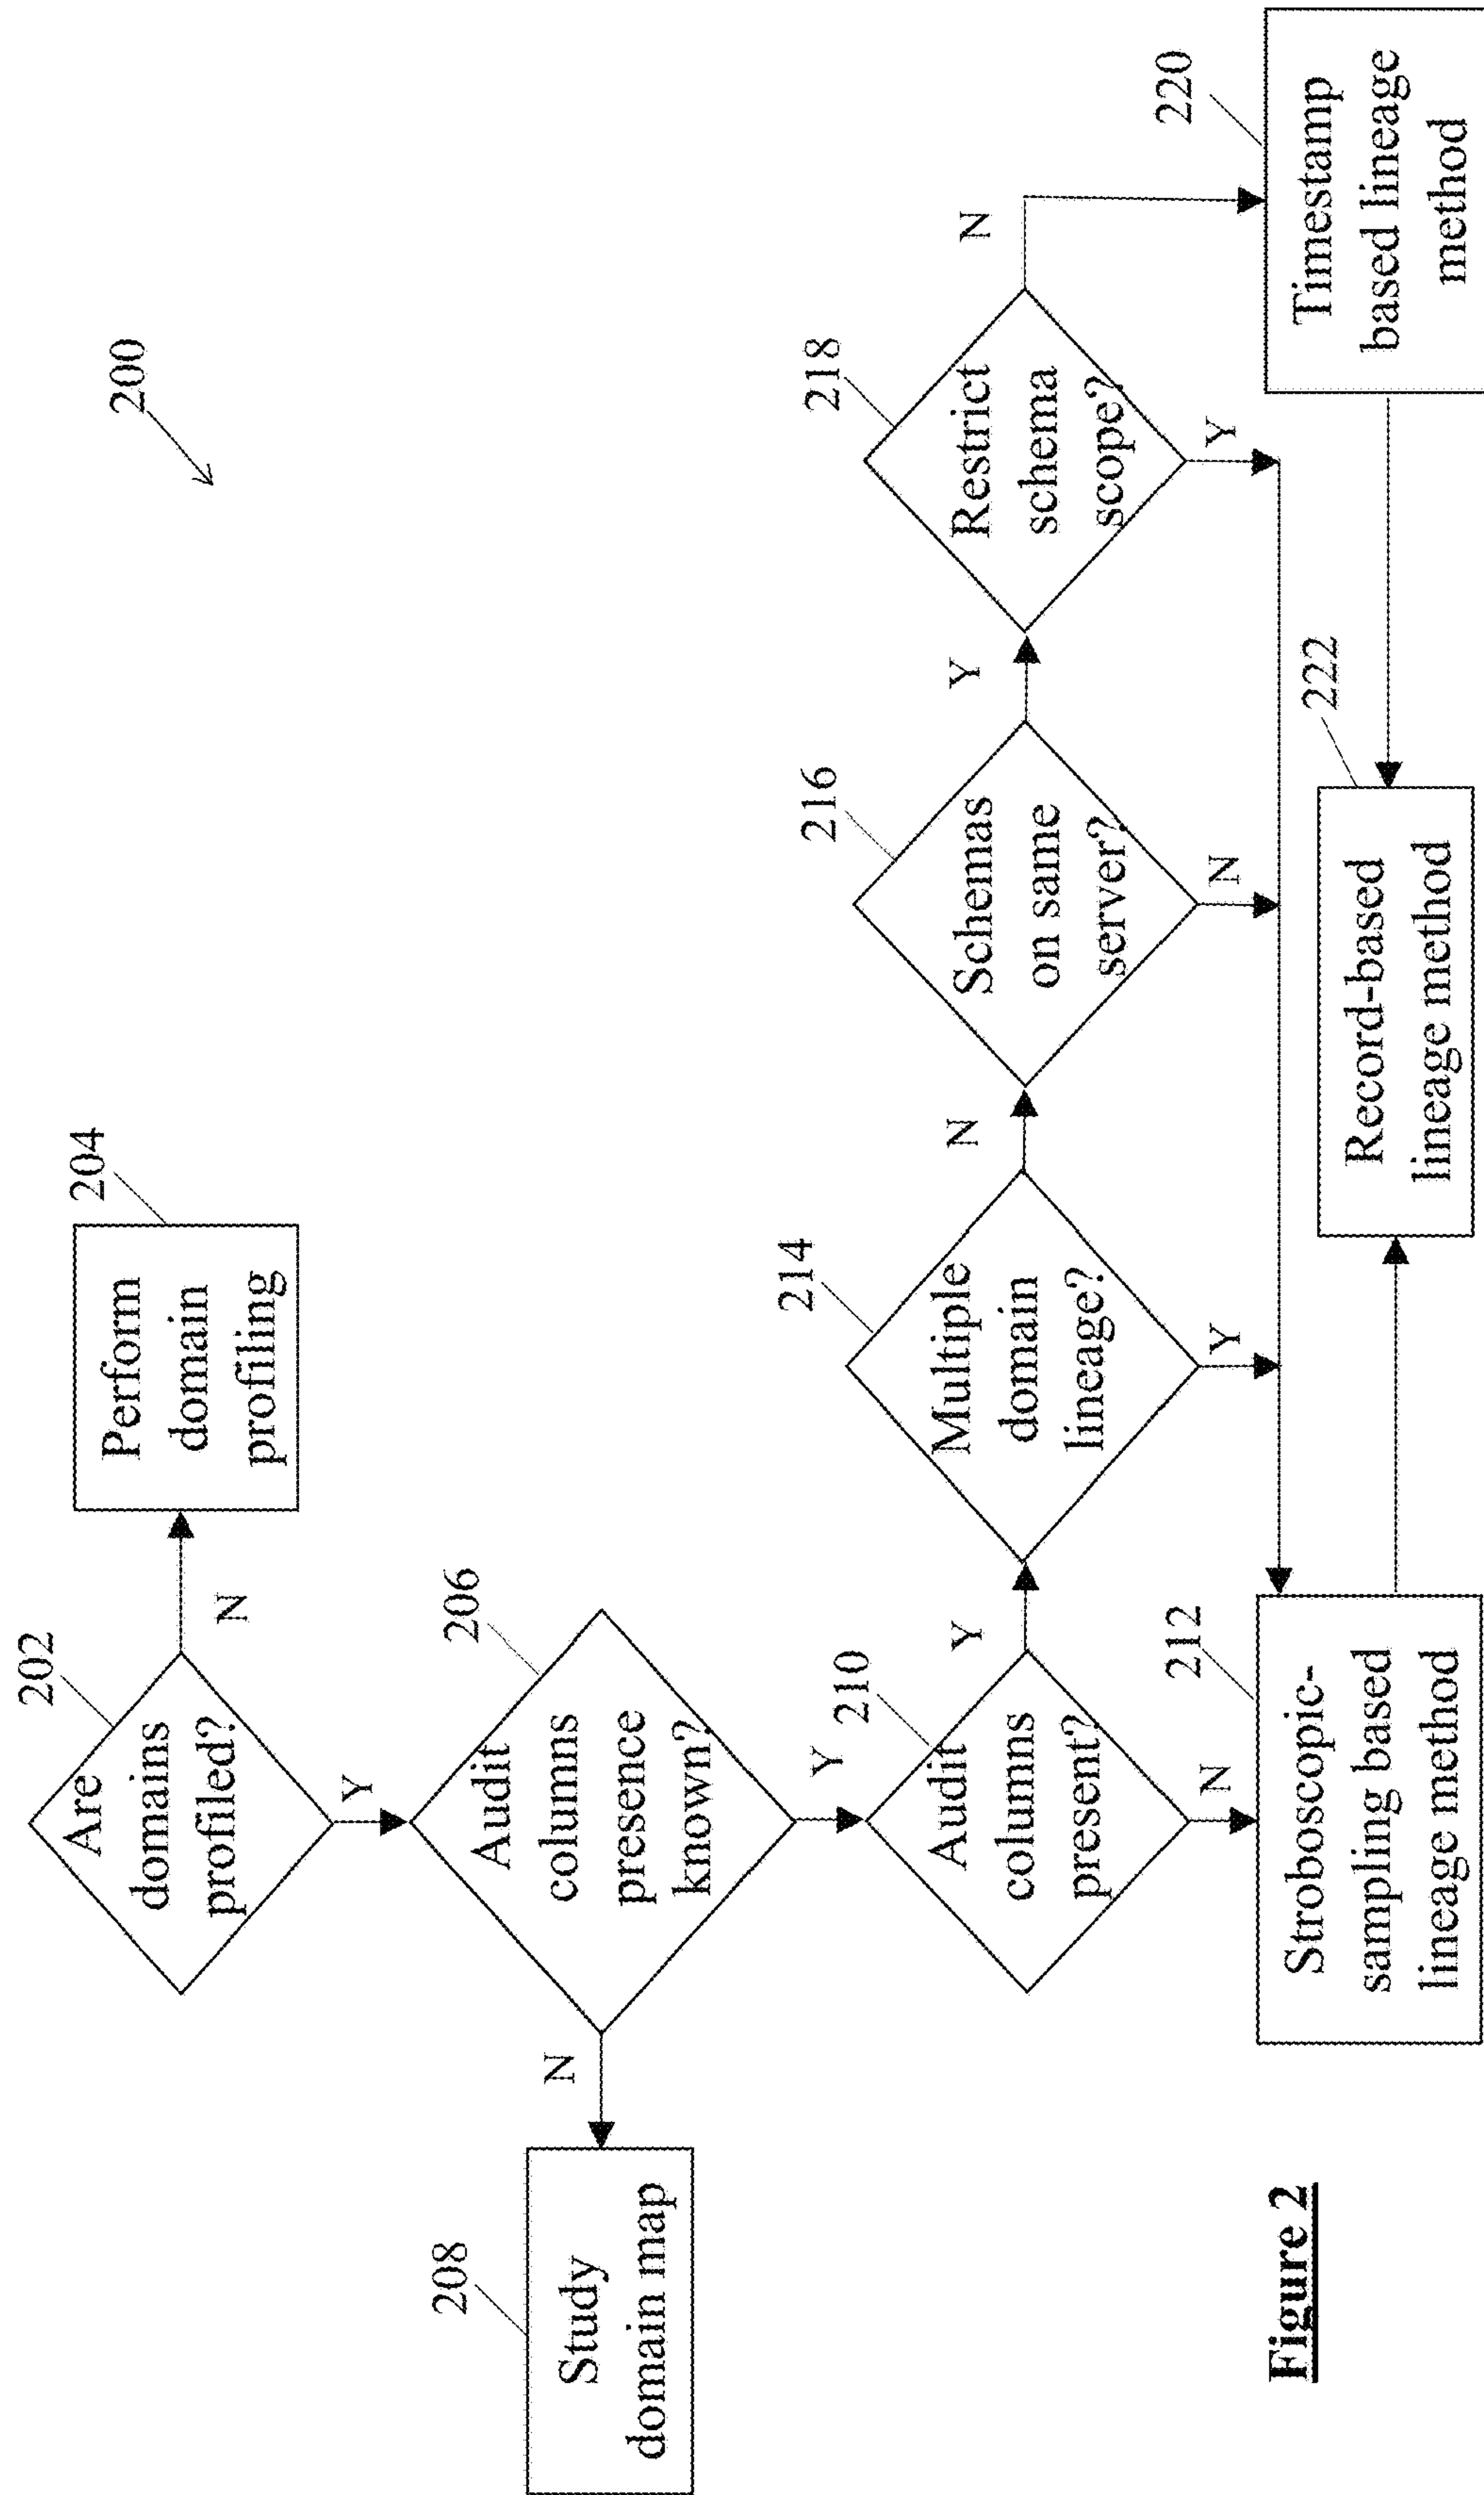 200
202
Are
domains
profiled?
N
204
Perform
domain
profiling
Y
206
Audit
columns
presence
known?
N
208
Study
domain map
Y
210
Audit
columns
present?
Y
214
Multiple
domain
lineage?
N
216
Schemas
on same
server?
Y
218
Restrict
schema
scope?
N
220
Timestamp
based lineage
method
N
Y
N
Y
212
Stroboscopic-
sampling based
lineage method
222
Record-based
lineage method
Figure 2